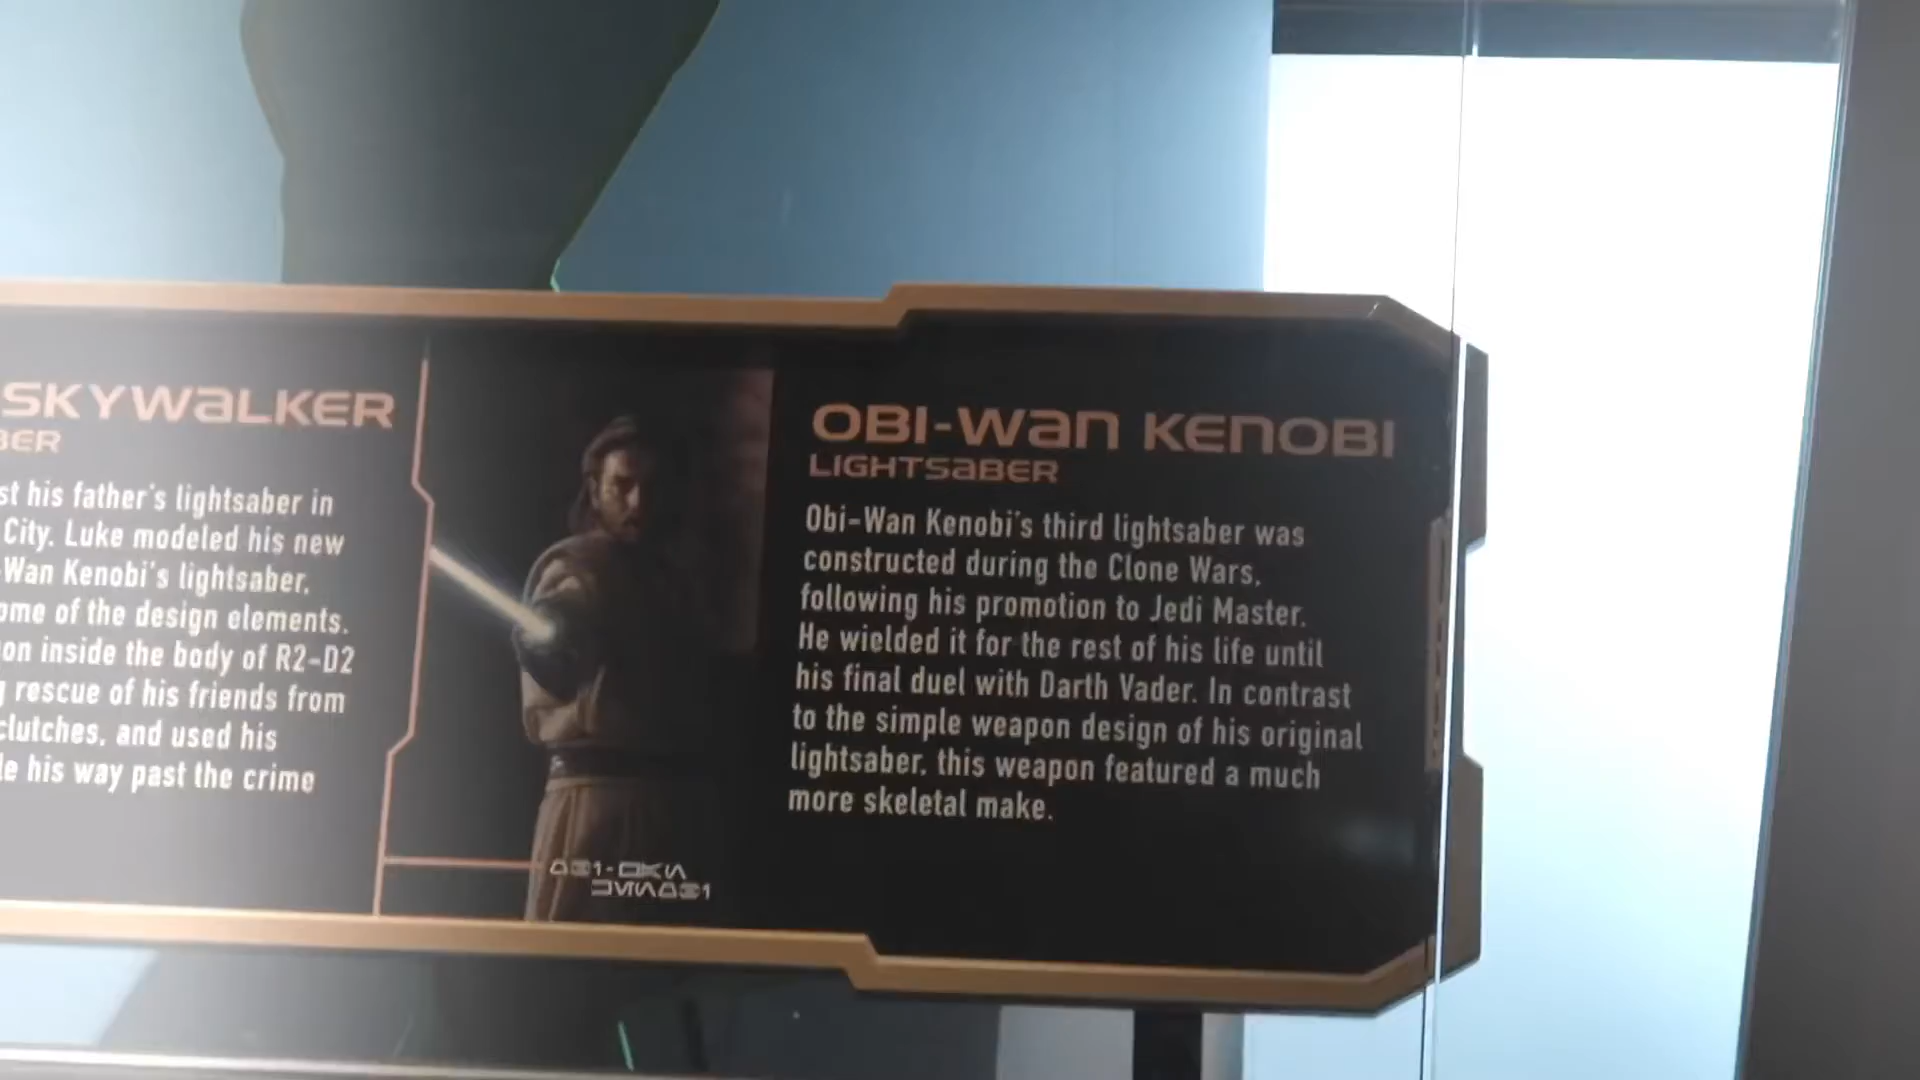 SKYWALKER
st his father's lightsaber in
City. Luke modeled his new
-Wan Kenobi's lightsaber,
of the design elements.
on inside the body of R2-D2
rescue of his friends from
clutches, and used his
his way past the crime
OBI-WAN KENOBI
LIGHTSABER
Obi-Wan Kenobi's third lightsaber was
constructed during the Clone Wars,
following his promotion to Jedi Master.
He wielded it for the rest of his life until
his final duel with Darth Vader. In contrast
to the simple weapon design of his original
lightsaber, this weapon featured a much
more skeletal make.